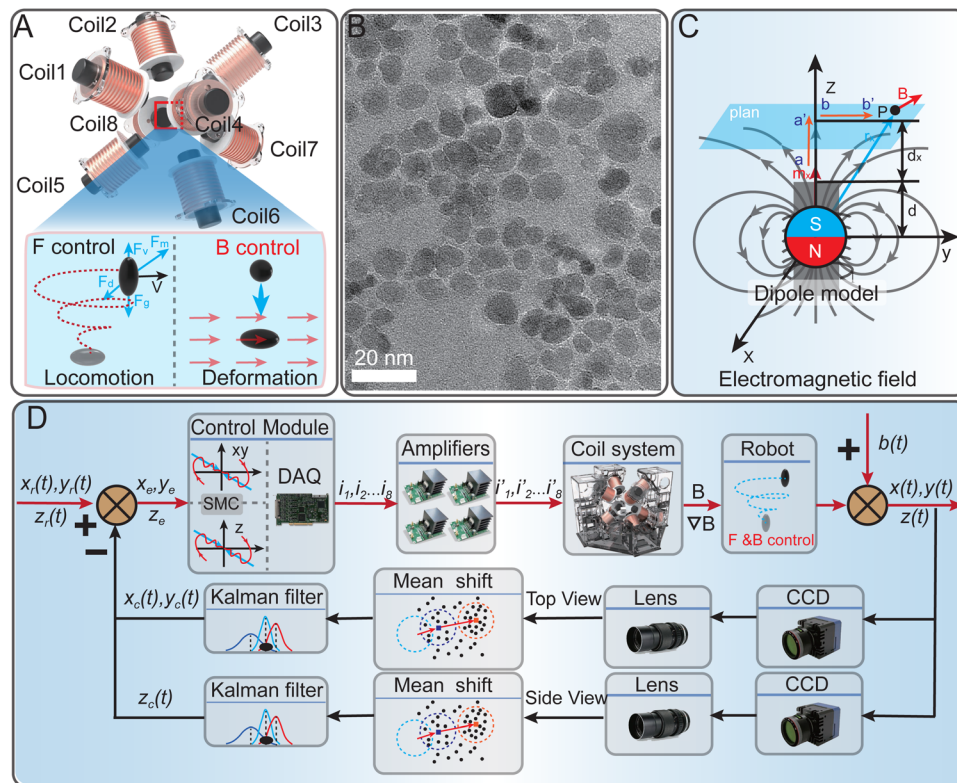 A
Coil2
Coil3
Coil1
Coil8
Coil4
Coil7
Coil5
Coil6
F control
Fv
Fm
V
Fd
Fg
Locomotion
B control
Deformation
B
20 nm
C
Z
B
b
b'
P
plan
a'
r
a
dx
d
S
N
y
Dipole model
x
Electromagnetic field
D
xr(t),yr(t)
zr(t)
+
−
xe,ye
ze
Control Module
xy
SMC
z
DAQ
i1,i2...i8
Amplifiers
i'1,i'2...i'8
Coil system
B
∇B
Robot
F &B control
+
b(t)
x(t), y(t)
z(t)
xc(t),yc(t)
Kalman filter
Mean shift
Top View
Lens
CCD
zc(t)
Kalman filter
Mean shift
Side View
Lens
CCD